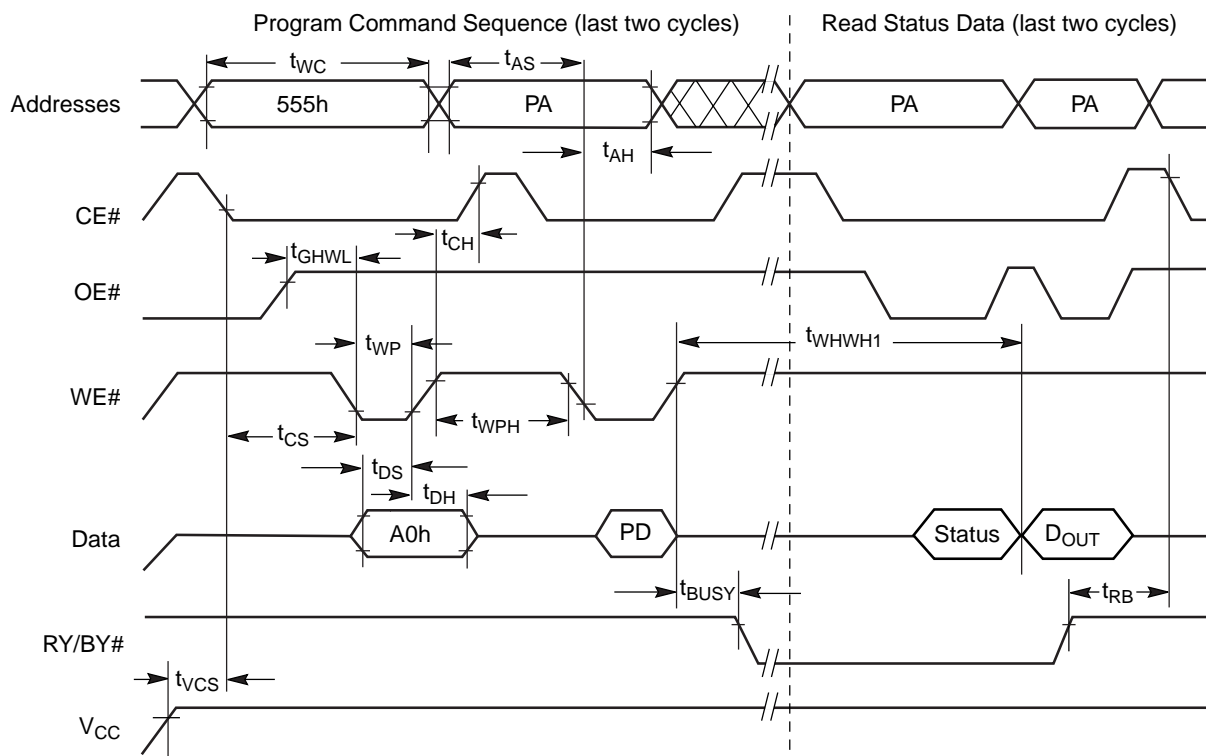 Program Command Sequence (last two cycles) Read Status Data (last two cycles)
tWC tAS
Addresses 555h PA PA PA
tAH
CE#
tCH
tGHWL
OE#
tWP tWHWH1
WE#
tWPH
tCS
tDS
tDH
Data A0h PD Status DOUT
tBUSY tRB
RY/BY#
tVCS
VCC